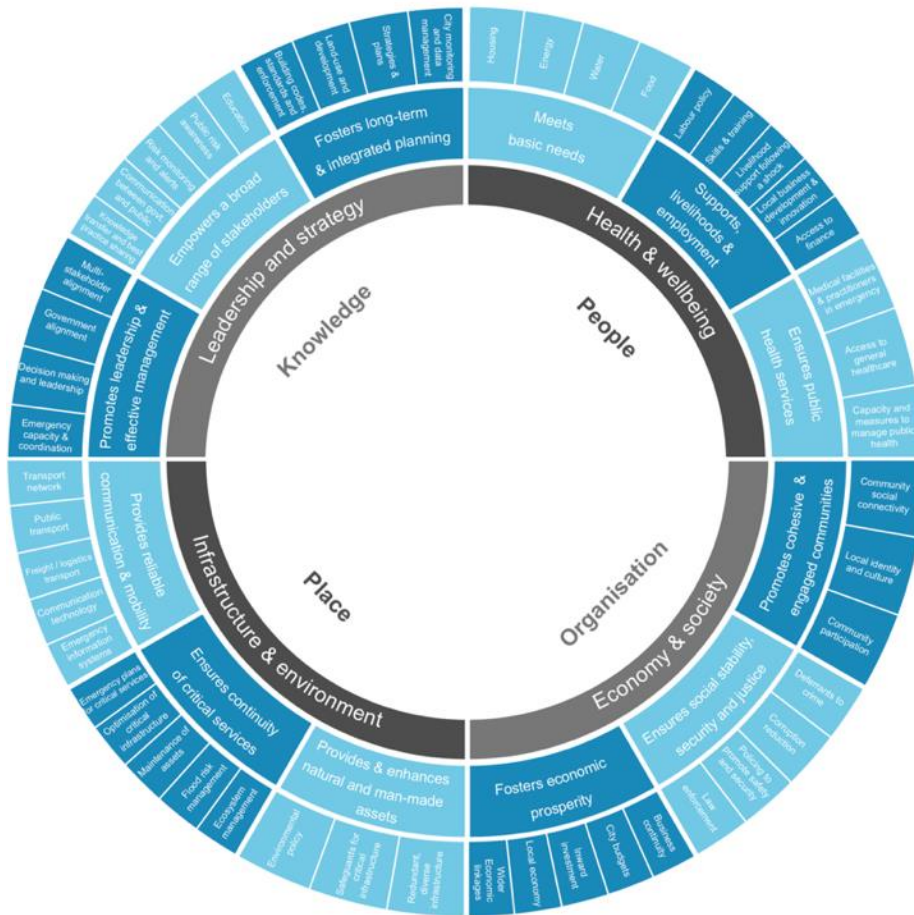 Knowledge
People
Place
Organisation
Leadership and strategy
Health & wellbeing
Economy & society
Infrastructure & environment
Meets
basic needs
Housing
Energy
Water
Food
Supports,
livelihoods &
employment
Labour policy
Skills & training
Livelihood
support following
a shock
Local business
development &
innovation
Access to
finance
Ensures public
health services
Medical facilities
& practitioners
in emergency
Access to
general
healthcare
Capacity and
measures to
manage public
health
Promotes cohesive &
engaged communities
Community
social
connectivity
Local identity
and culture
Community
participation
Ensures social stability,
security and justice
Deterrants to
crime
Corruption
reduction
Policing to
promote safety
and security
Law
enforcement
Fosters economic
prosperity
Business
continuity
City budgets
Inward
investment
Local economy
Wider
Economic
linkages
Provides & enhances
natural and man-made
assets
Redundant,
diverse
infrastructure
Safeguards for
critical
infrastructure
Environmental
policy
Ensures continuity
of critical services
Ecosystem
management
Flood risk
management
Maintenance of
assets
Optimisation of
critical
infrastructure
Emergency plans
for critical services
Provides reliable
communication & mobility
Emergency
information
systems
Communication
technology
Freight / logistics
transport
Public
transport
Transport
network
Promotes leadership &
effective management
Emergency
capacity &
coordination
Decision making
and leadership
Government
alignment
Multi-
stakeholder
alignment
Empowers a broad
range of stakeholders
Knowledge
transfer and best
practice sharing
Communication
between govt.
and public
Risk monitoring
and alerts
Public risk
awareness
Education
Fosters long-term
& integrated planning
Building codes,
standards and
enforcement
Land-use and
development
Strategies &
plans
City monitoring
and data
management